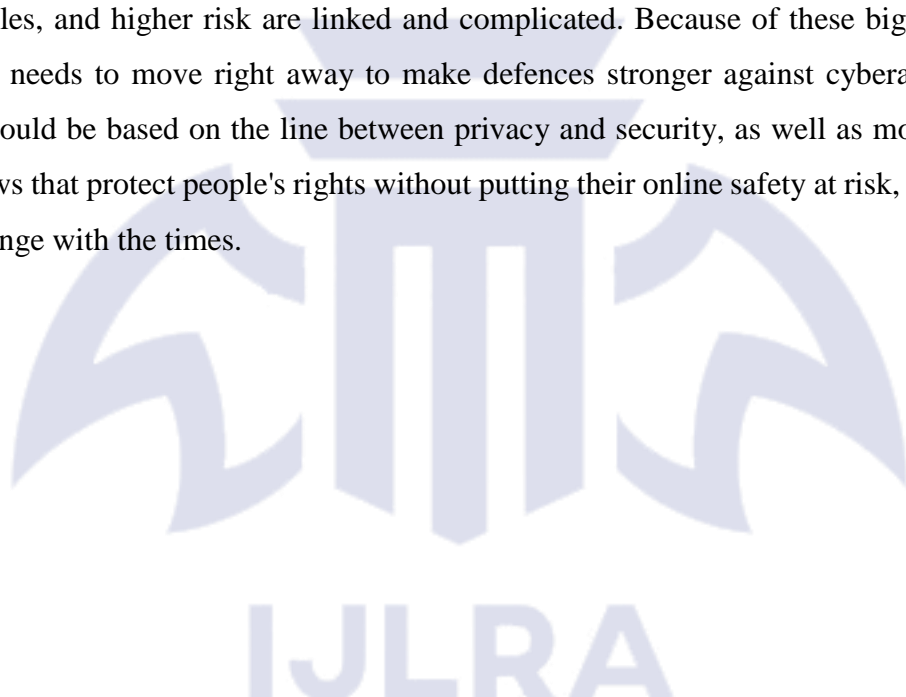 les, and higher risk are linked and complicated. Because of these big
needs to move right away to make defences stronger against cybera
ould be based on the line between privacy and security, as well as mo
ws that protect people's rights without putting their online safety at risk,
nge with the times.
IJLRA